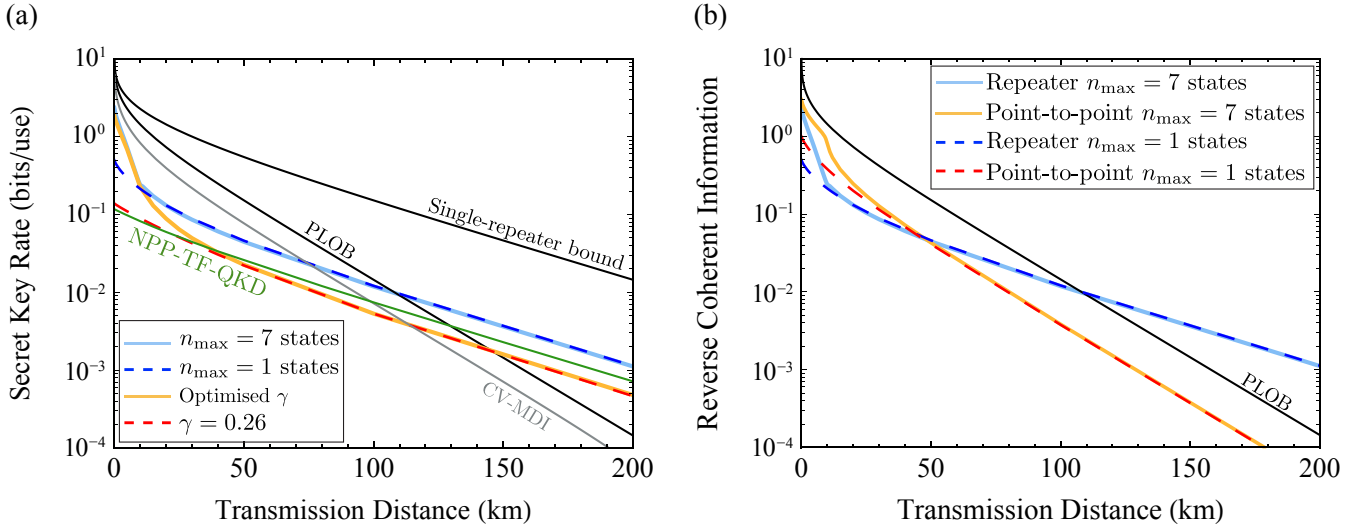 (a)
Secret Key Rate (bits/use)
10^1
10^0
10^{-1}
10^{-2}
10^{-3}
10^{-4}
Single-repeater bound
PLOB
NPP-TF-QKD
CV-MDI
n_max = 7 states
n_max = 1 states
Optimised γ
γ = 0.26
0 50 100 150 200
Transmission Distance (km)
(b)
Reverse Coherent Information
10^1
10^0
10^{-1}
10^{-2}
10^{-3}
10^{-4}
Repeater n_max = 7 states
Point-to-point n_max = 7 states
Repeater n_max = 1 states
Point-to-point n_max = 1 states
PLOB
0 50 100 150 200
Transmission Distance (km)